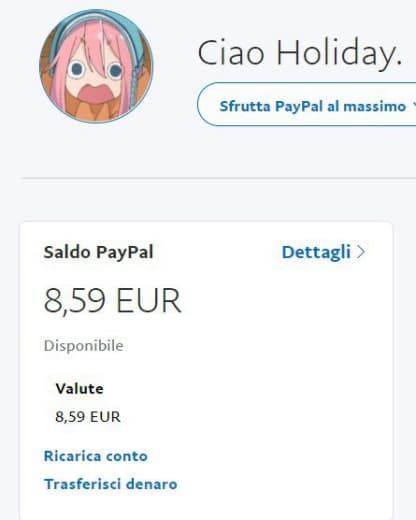 Ciao Holiday.
Sfrutta PayPal al massimo
Saldo PayPal
Dettagli
8,59 EUR
Disponibile
Valute
8,59 EUR
Ricarica conto
Trasferisci denaro